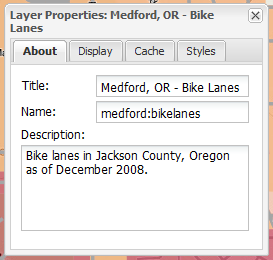 Layer Properties: Medford, OR - Bike
Lanes
About
Display
Cache
Styles
Title:
Medford, OR - Bike Lanes
Name:
medford:bikelanes
Description:
Bike lanes in Jackson County, Oregon
as of December 2008.